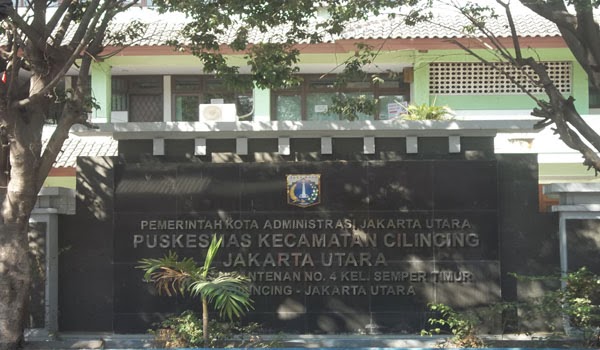 PEMERINTAH KOTA ADMINISTRASI JAKARTA UTARA
PUSKESMAS KECAMATAN CILINCING
JAKARTA UTARA
NO. 4 KEL. SEMPER TIMUR
- JAKARTA UTARA